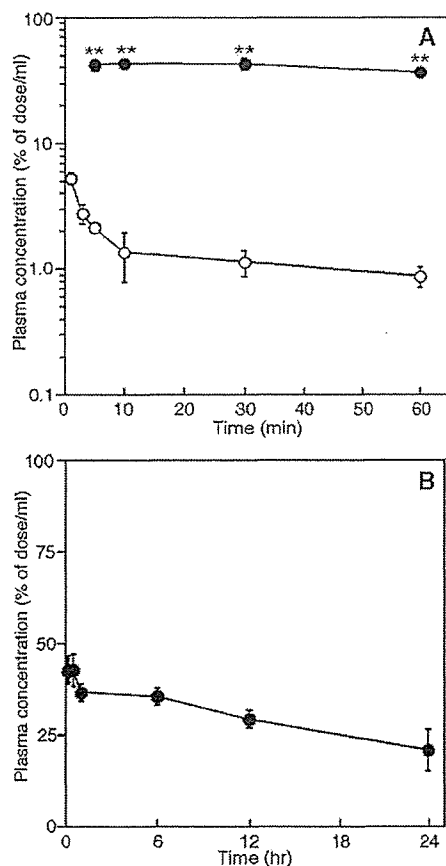 A
** ** ** **
Plasma concentration (% of dose/ml)
100
10
1.0
0.1
0 10 20 30 40 50 60
Time (min)
B
Plasma concentration (% of dose/ml)
100
75
50
25
0
0 6 12 18 24
Time (hr)